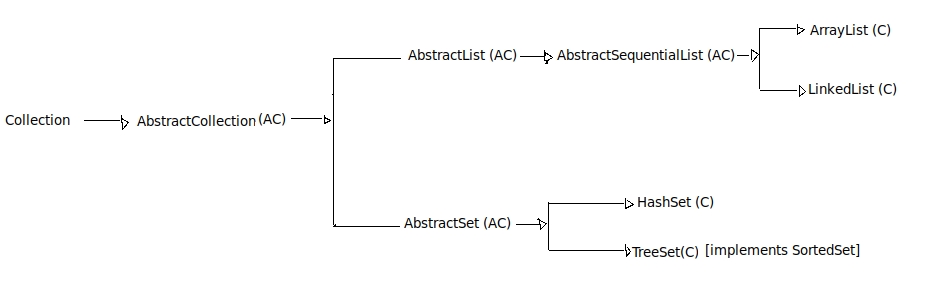 ArrayList (C)
AbstractList (AC)
AbstractSequentialList (AC)
LinkedList (C)
Collection
AbstractCollection (AC)
HashSet (C)
AbstractSet (AC)
TreeSet(C) [implements SortedSet]